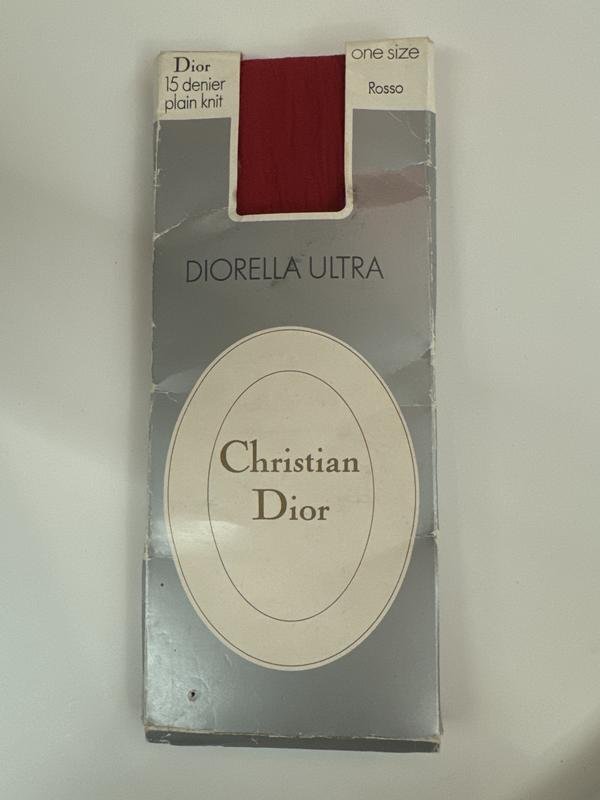 Dior
15 denier
plain knit
one size
Rosso
DIORELLA ULTRA
Christian
Dior